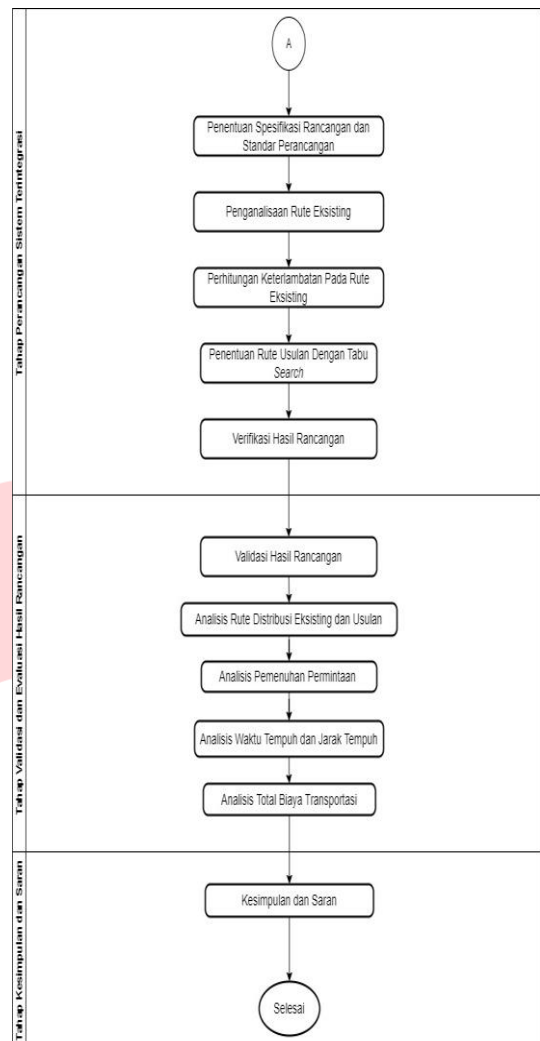 Tahap Perancangan Sistem Terintegrasi
A
Penentuan Spesifikasi Rancangan dan
Standar Perancangan
Penganalisaan Rute Eksisting
Perhitungan Keterlambatan Pada Rute
Eksisting
Penentuan Rute Usulan Dengan Tabu
Search
Verifikasi Hasil Rancangan
Tahap Validasi dan Evaluasi Hasil Rancangan
Validasi Hasil Rancangan
Analisis Rute Distribusi Eksisting dan Usulan
Analisis Pemenuhan Permintaan
Analisis Waktu Tempuh dan Jarak Tempuh
Analisis Total Biaya Transportasi
Tahap Kesimpulan dan Saran
Kesimpulan dan Saran
Selesai